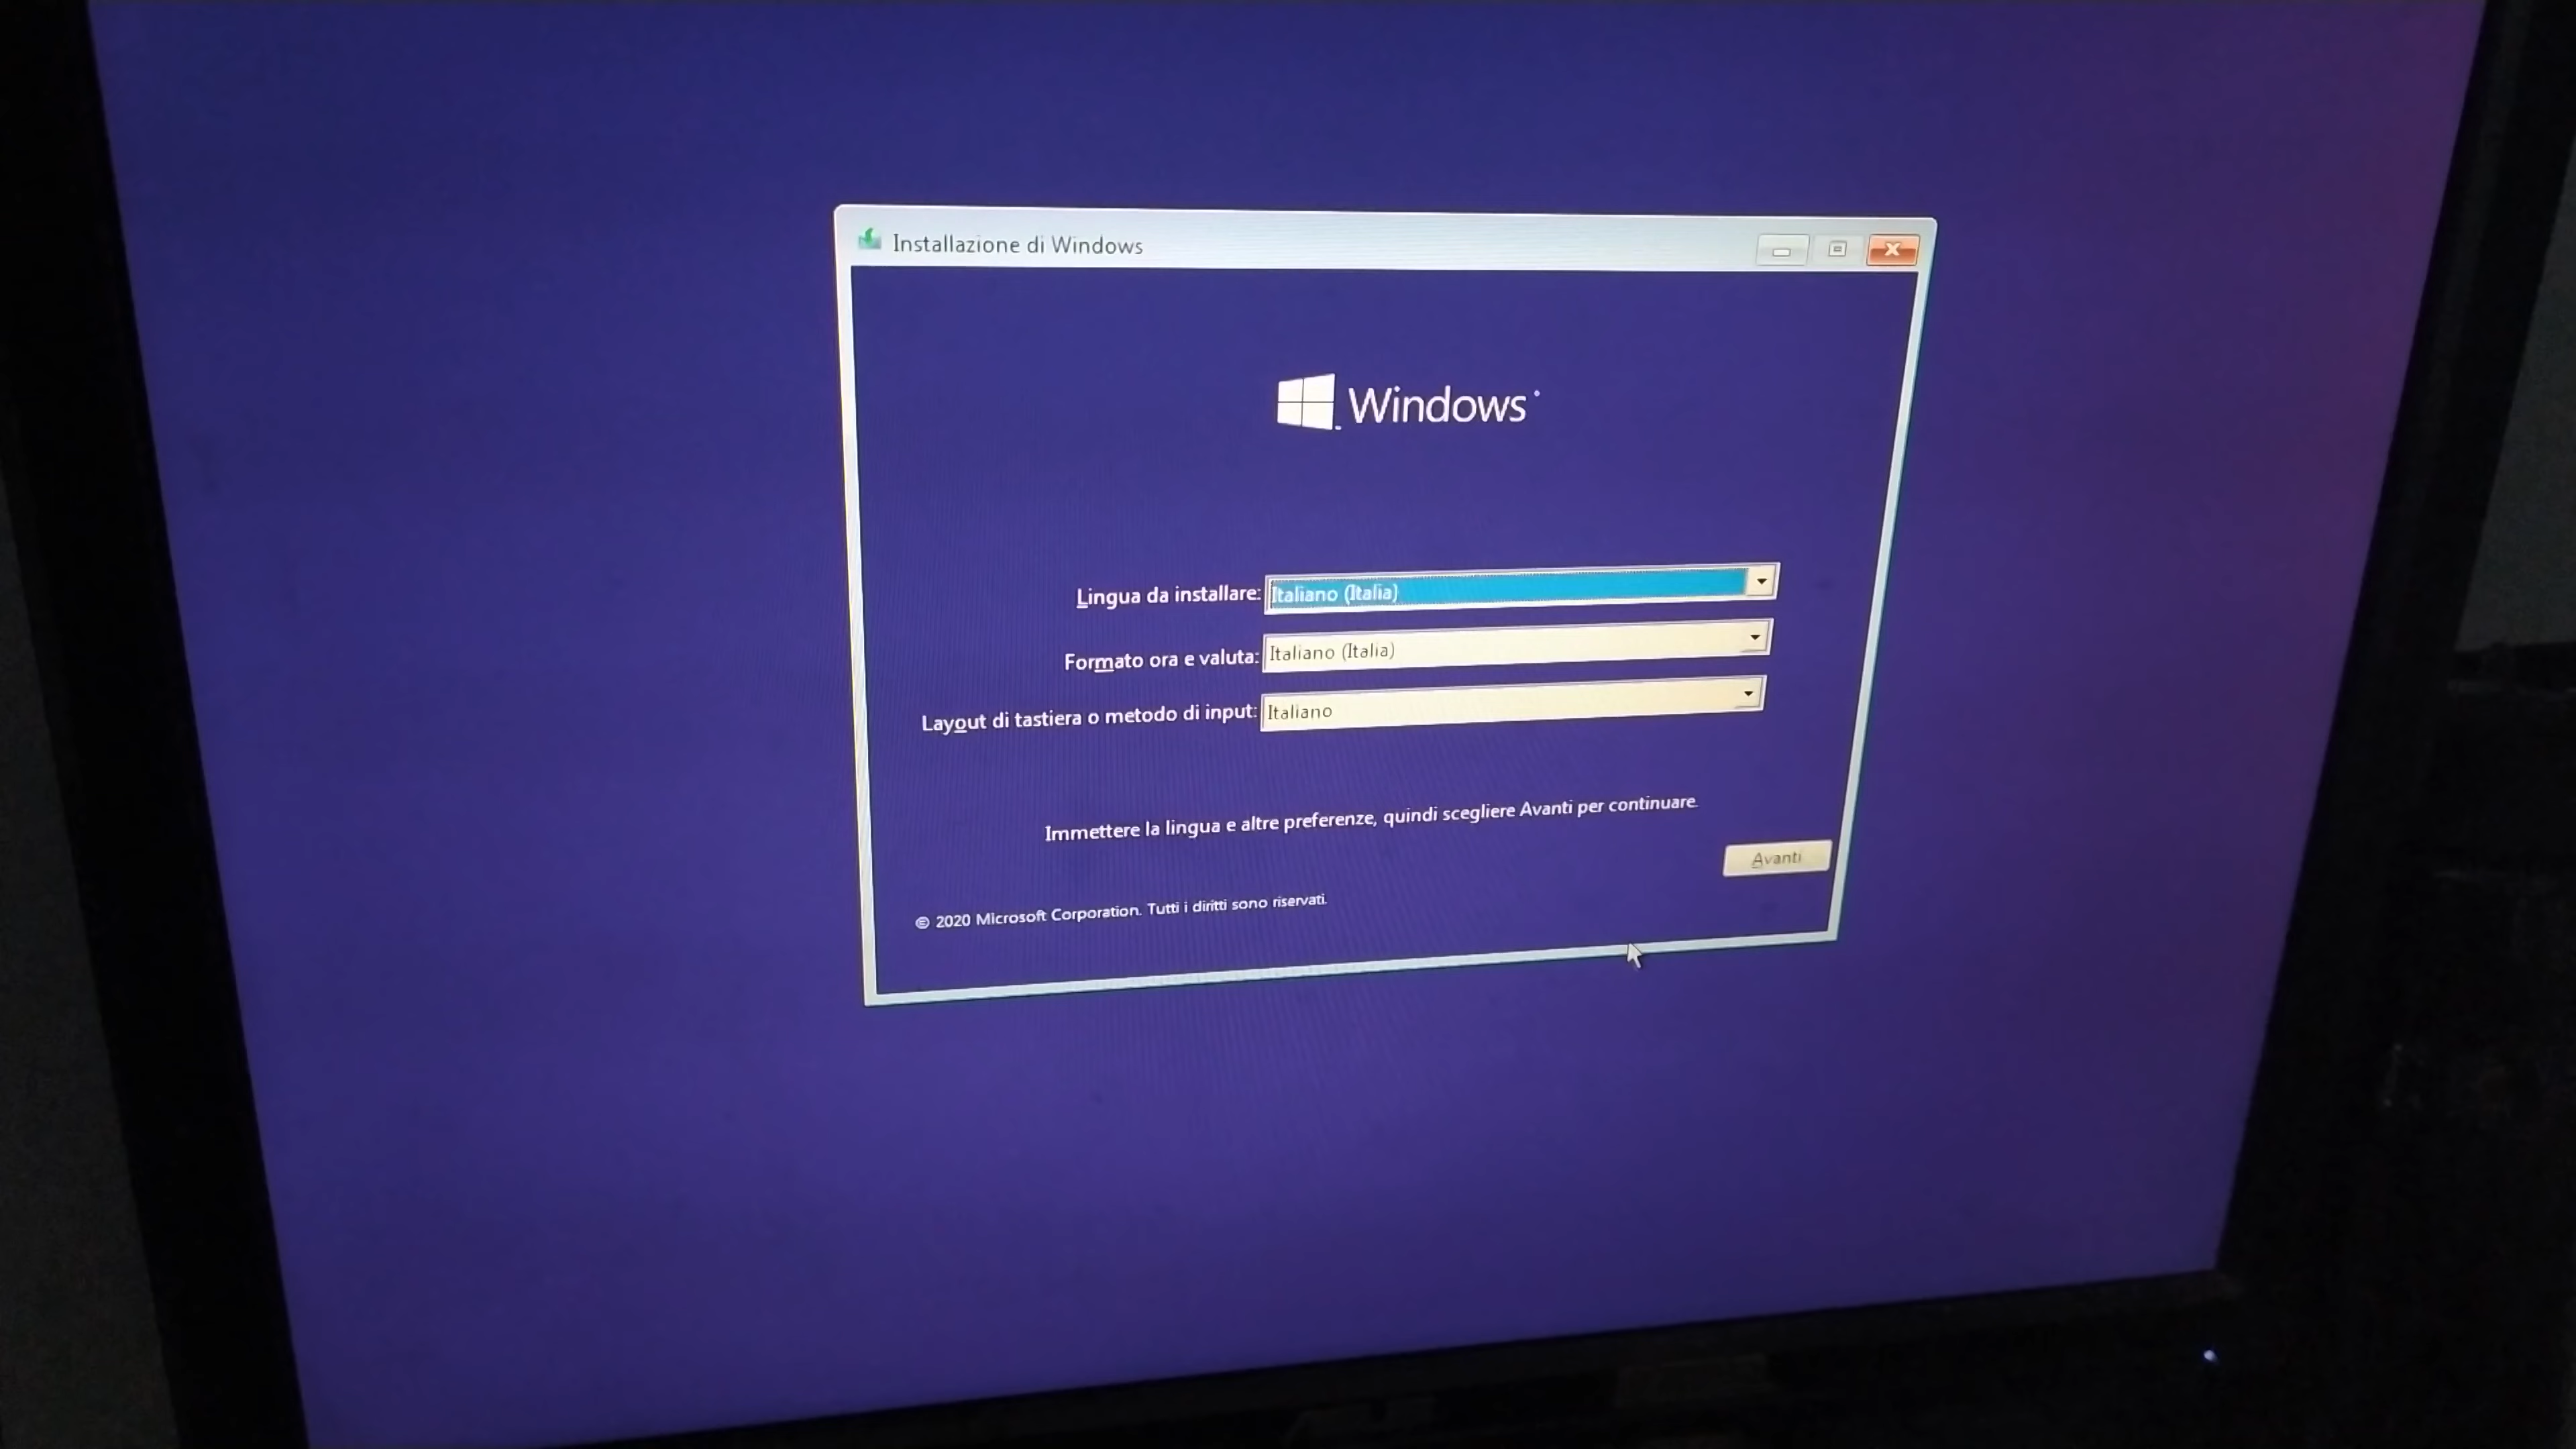 Installazione di Windows
Windows
Lingua da installare: Italiano (Italia)
Formato ora e valuta: Italiano (Italia)
Layout di tastiera o metodo di input: Italiano
Immettere la lingua e altre preferenze, quindi scegliere Avanti per continuare.
Avanti
© 2020 Microsoft Corporation. Tutti i diritti sono riservati.